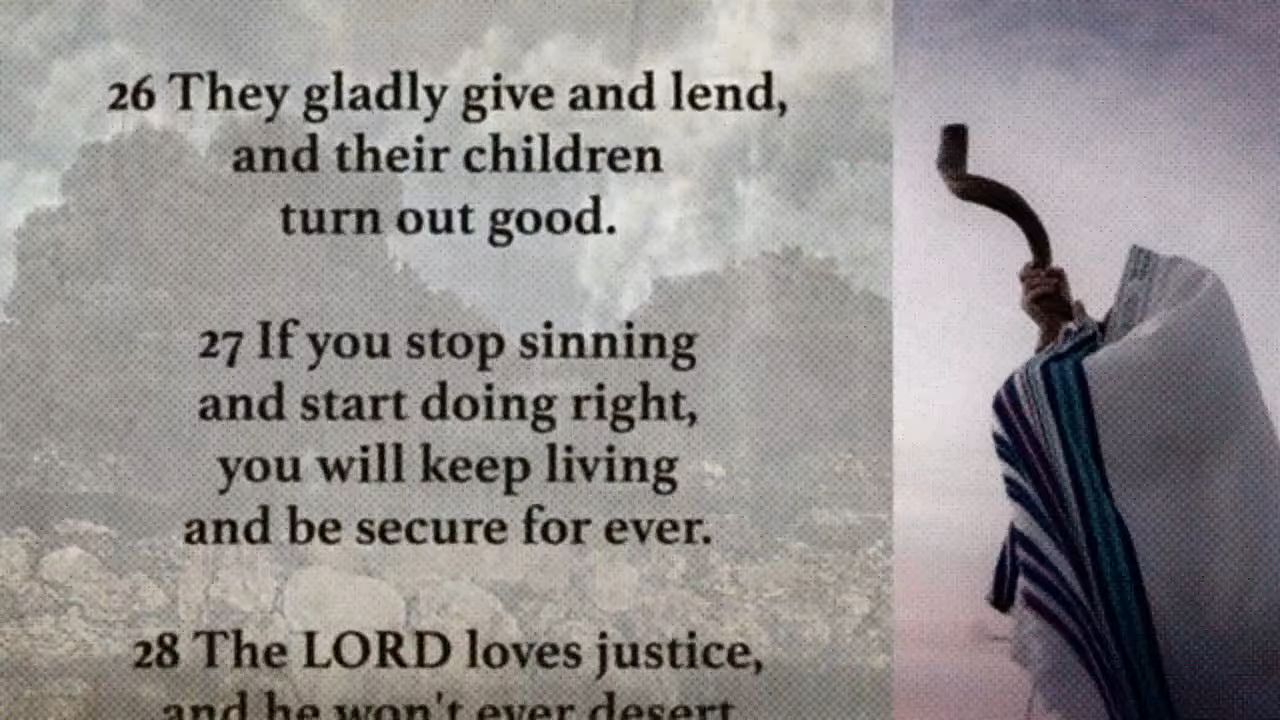 26 They gladly give and lend,
and their children
turn out good.
27 If you stop sinning
and start doing right,
you will keep living
and be secure for ever.
28 The LORD loves justice,
and he won't ever desert